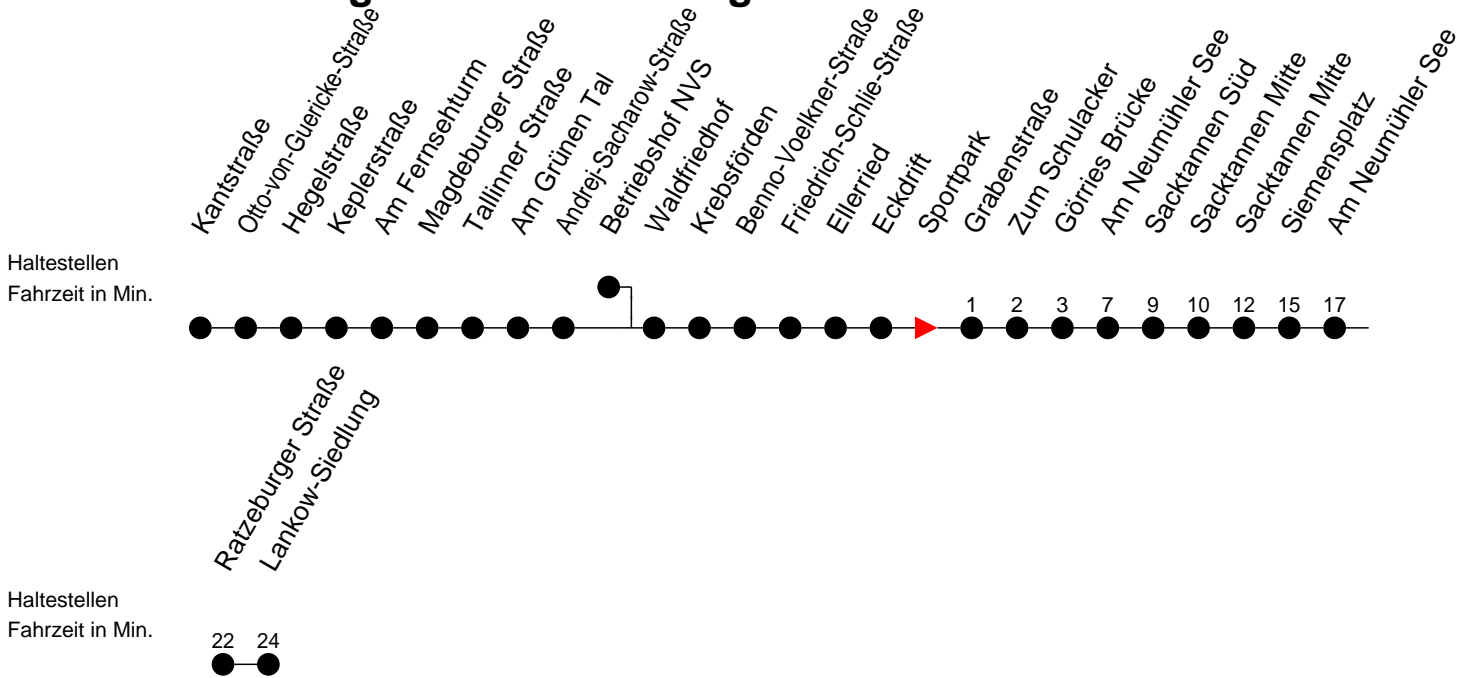 Kantstraße
Otto-von-Guericke-Straße
Hegelstraße
Keplerstraße
Am Fernsehturm
Magdeburger Straße
Tallinner Straße
Am Grünen Tal
Andrej-Sacharow-Straße
Betriebshof NVS
Waldfriedhof
Krebsförden
Benno-Voelkner-Straße
Friedrich-Schlie-Straße
Ellerried
Eckdrift
Sportpark
Grabenstraße
Zum Schulacker
Görries Brücke
Am Neumühler See
Sacktannen Süd
Sacktannen Mitte
Sacktannen Mitte
Siemensplatz
Am Neumühler See
Haltestellen
Fahrzeit in Min.
1 2 3 7 9 10 12 15 17
Ratzeburger Straße
Lankow-Siedlung
Haltestellen
Fahrzeit in Min.
22 24